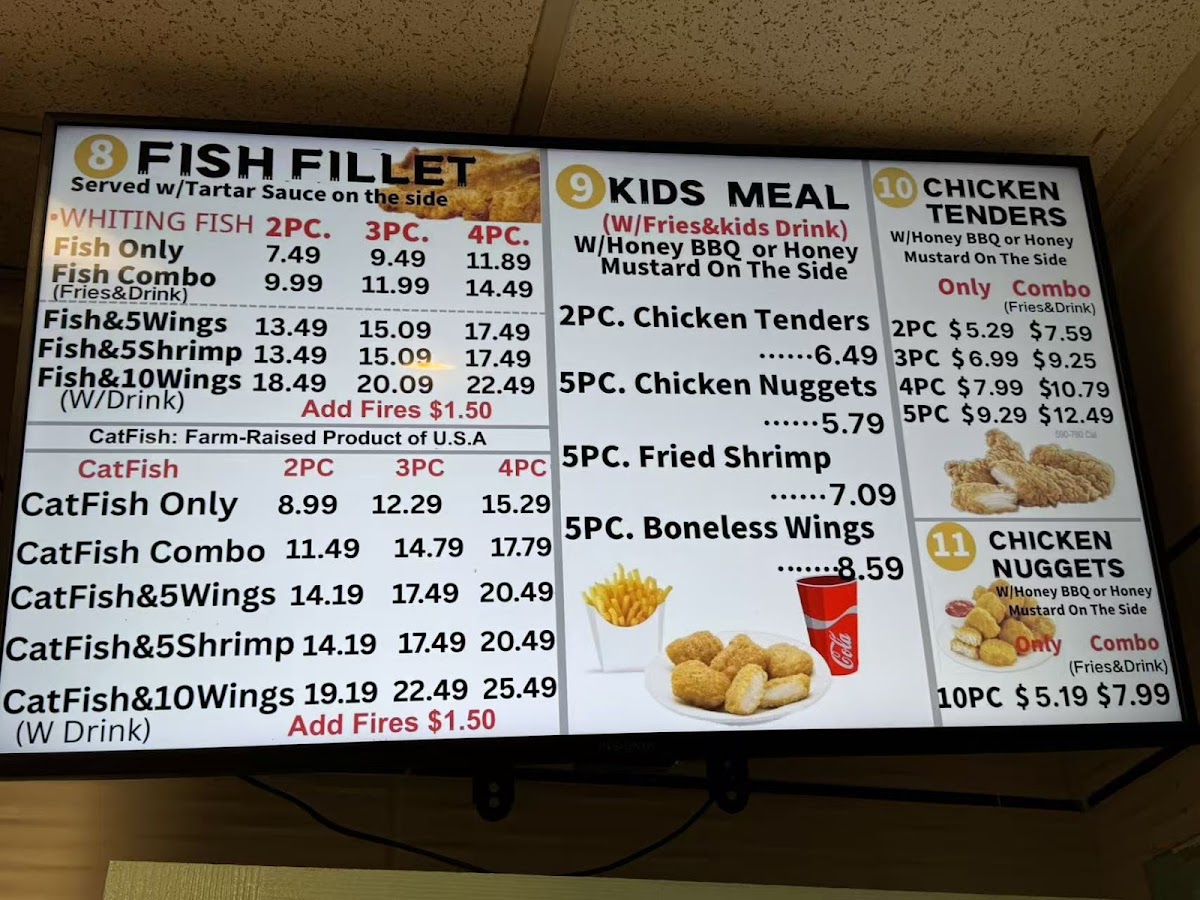 8 FISH FILLET
Served w/Tartar Sauce on the side
•WHITING FISH 2PC. 3PC. 4PC.
Fish Only 7.49 9.49 11.89
Fish Combo 9.99 11.99 14.49
(Fries&Drink)
Fish&5Wings 13.49 15.09 17.49
Fish&5Shrimp 13.49 15.09 17.49
Fish&10Wings 18.49 20.09 22.49
(W/Drink) Add Fires $1.50
CatFish: Farm-Raised Product of U.S.A
CatFish 2PC 3PC 4PC
CatFish Only 8.99 12.29 15.29
CatFish Combo 11.49 14.79 17.79
CatFish&5Wings 14.19 17.49 20.49
CatFish&5Shrimp 14.19 17.49 20.49
CatFish&10Wings 19.19 22.49 25.49
(W Drink) Add Fires $1.50
9 KIDS MEAL
(W/Fries&kids Drink)
W/Honey BBQ or Honey
Mustard On The Side
2PC. Chicken Tenders
......6.49
5PC. Chicken Nuggets
......5.79
5PC. Fried Shrimp
......7.09
5PC. Boneless Wings
.......8.59
Coca-Cola
10 CHICKEN
TENDERS
W/Honey BBQ or Honey
Mustard On The Side
Only Combo
(Fries&Drink)
2PC $5.29 $7.59
3PC $6.99 $9.25
4PC $7.99 $10.79
5PC $9.29 $12.49
590-780 Cal
11 CHICKEN
NUGGETS
W/Honey BBQ or Honey
Mustard On The Side
Only Combo
(Fries&Drink)
10PC $5.19 $7.99
INSIGNIA